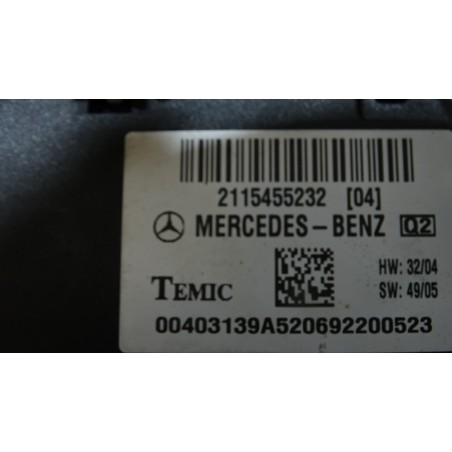 2115455232 [04]
MERCEDES-BENZ Q2
HW: 32/04
TEMIC SW: 49/05
00403139A520692200523